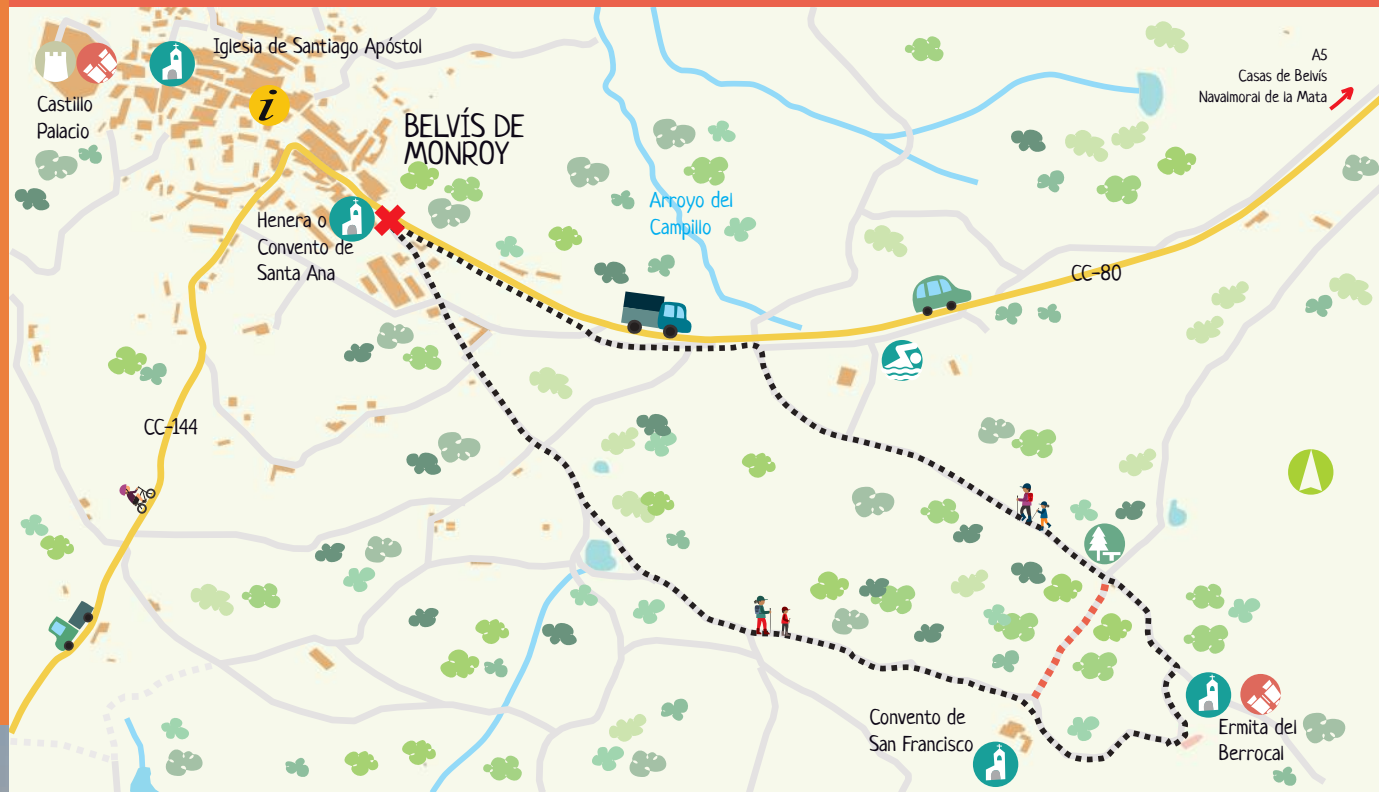 Iglesia de Santiago Apóstol
Castillo
Palacio
i
BELVÍS DE
MONROY
A5
Casas de Belvís
Navalmoral de la Mata
Arroyo del
Campillo
Henera o
Convento de
Santa Ana
CC-80
CC-144
Convento de
San Francisco
Ermita del
Berrocal